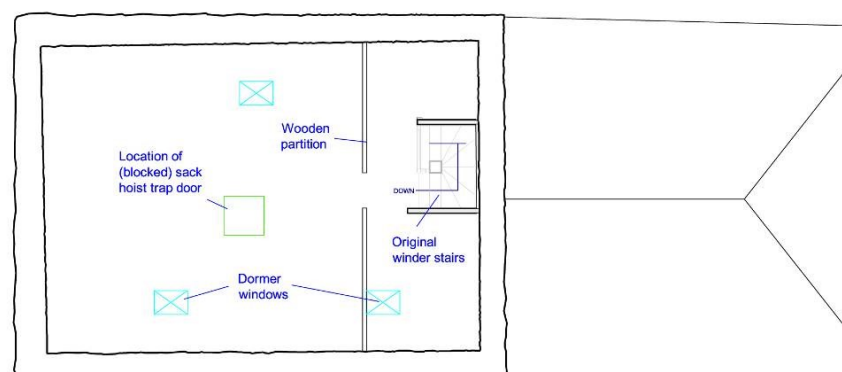 Wooden
partition
Location of
(blocked) sack
hoist trap door
DOWN
Original
winder stairs
Dormer
windows